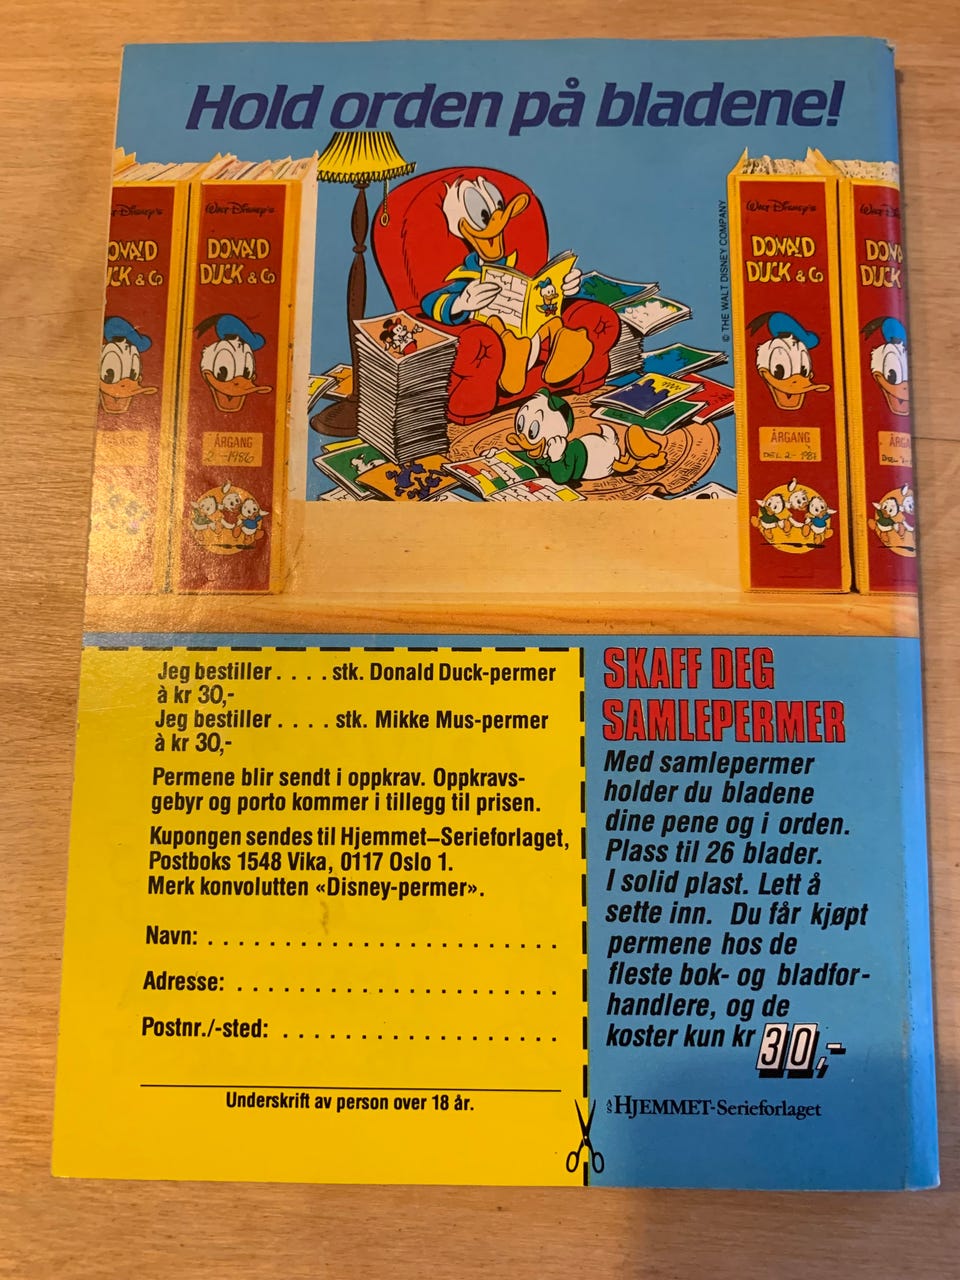 Hold orden på bladene!
WALT DISNEY'S
DONALD
DUCK & Co
ÅRGANG
2-1986
© THE WALT DISNEY COMPANY
WALT DISNEY'S
DONALD
DUCK & Co
ÅRGANG
DEL 2 - 1987
Jeg bestiller . . . . stk. Donald Duck-permer
à kr 30,-
Jeg bestiller . . . . stk. Mikke Mus-permer
à kr 30,-
Permene blir sendt i oppkrav. Oppkravs-
gebyr og porto kommer i tillegg til prisen.
Kupongen sendes til Hjemmet–Serieforlaget,
Postboks 1548 Vika, 0117 Oslo 1.
Merk konvolutten «Disney-permer».
Navn:
Adresse:
Postnr./-sted:
Underskrift av person over 18 år.
SKAFF DEG
SAMLEPERMER
Med samlepermer
holder du bladene
dine pene og i orden.
Plass til 26 blader.
I solid plast. Lett å
sette inn. Du får kjøpt
permene hos de
fleste bok- og bladfor-
handlere, og de
koster kun kr 30,-
A/S HJEMMET-Serieforlaget